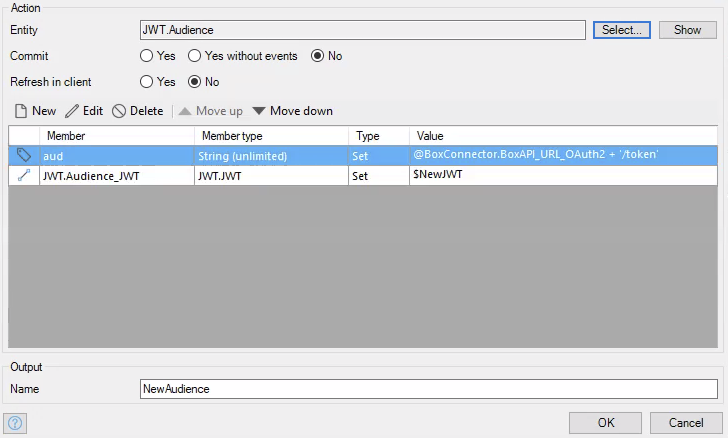 Action
Entity JWT.Audience Select... Show
Commit Yes Yes without events No
Refresh in client Yes No
New Edit Delete Move up Move down
Member Member type Type Value
aud String (unlimited) Set @BoxConnector.BoxAPI_URL_OAuth2 + '/token'
JWT.Audience_JWT JWT.JWT Set $NewJWT
Output
Name NewAudience
? OK Cancel